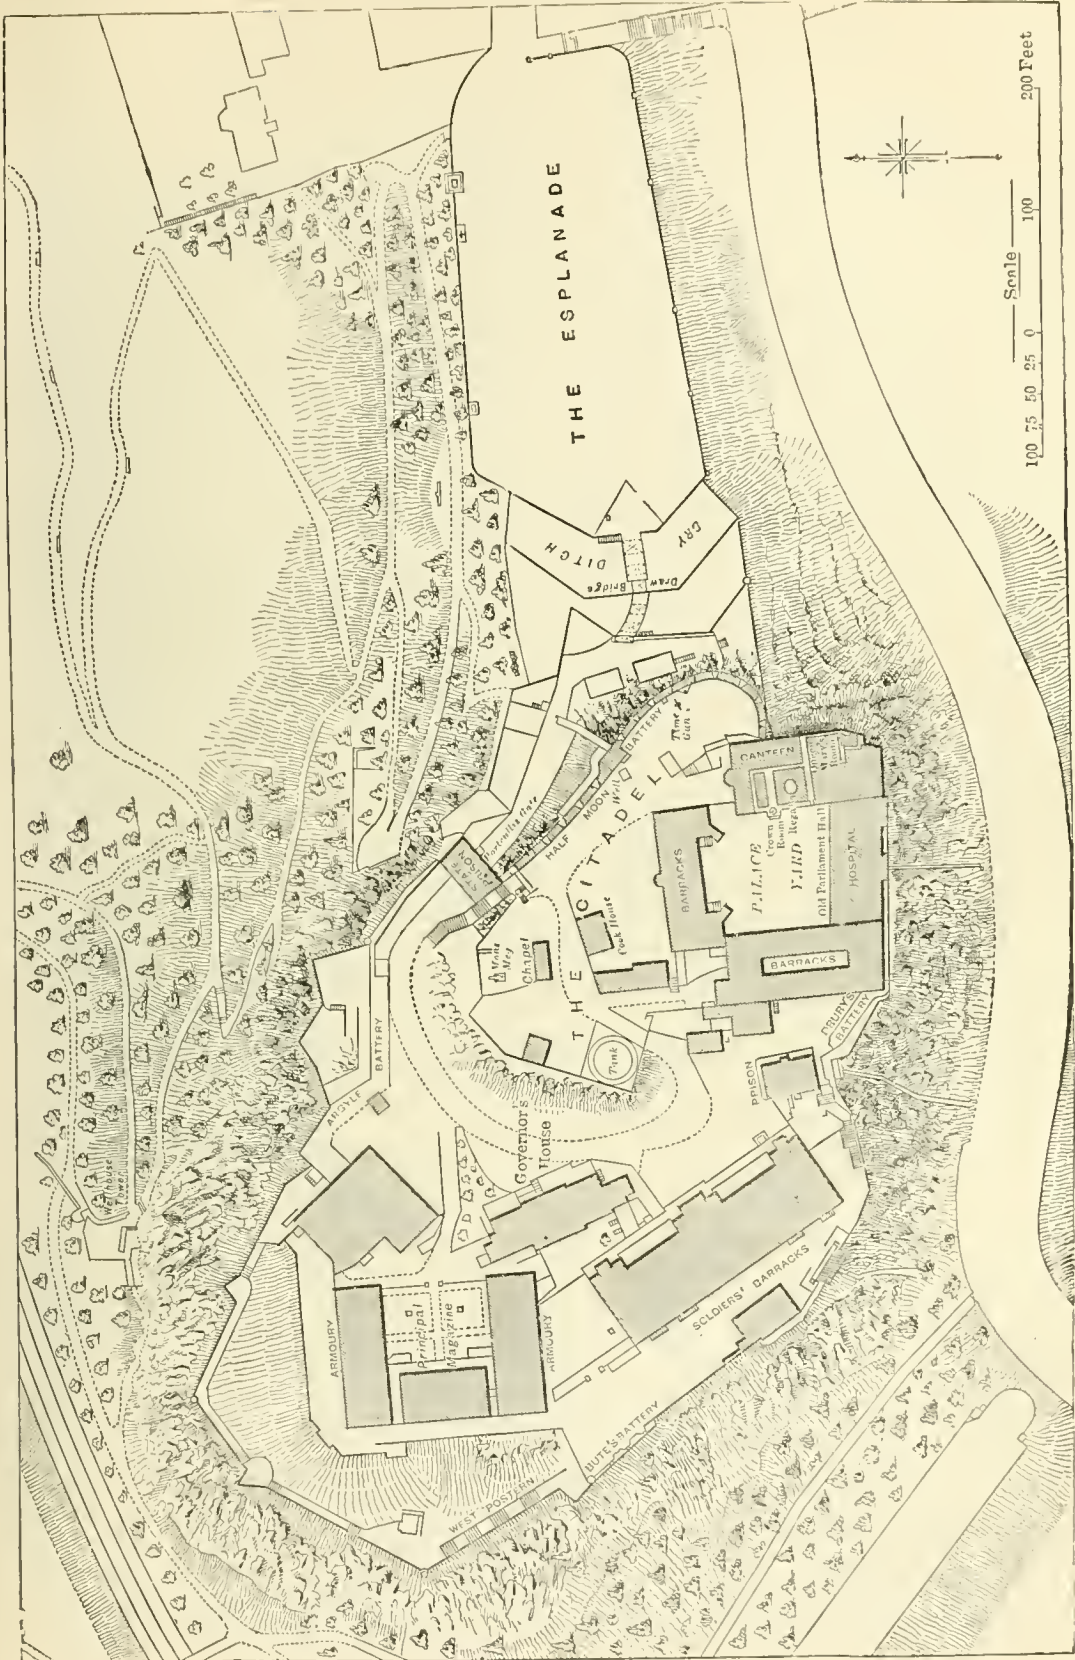 THE ESPLANADE
DRY
DITCH
Draw
Bridge
Time
Gun
HALF MOON BATTERY
Well
Portcullis Gate
STATE
PRISON
THE CITADEL
CANTEEN
Crown
Room
PALACE
YARD
Old Parliament Hall
HOSPITAL
BARRACKS
Cook House
Chapel
Mons
Meg
BARRACKS
DRURY'S
BATTERY
Tank
PRISON
ARGYLE BATTERY
Governor's
House
Wellhouse
Tower
ARMOURY
Principal
Magazine
ARMOURY
SOLDIERS' BARRACKS
BUTE'S BATTERY
WEST POSTERN
Scale
100 75 50 25 0 100 200 Feet